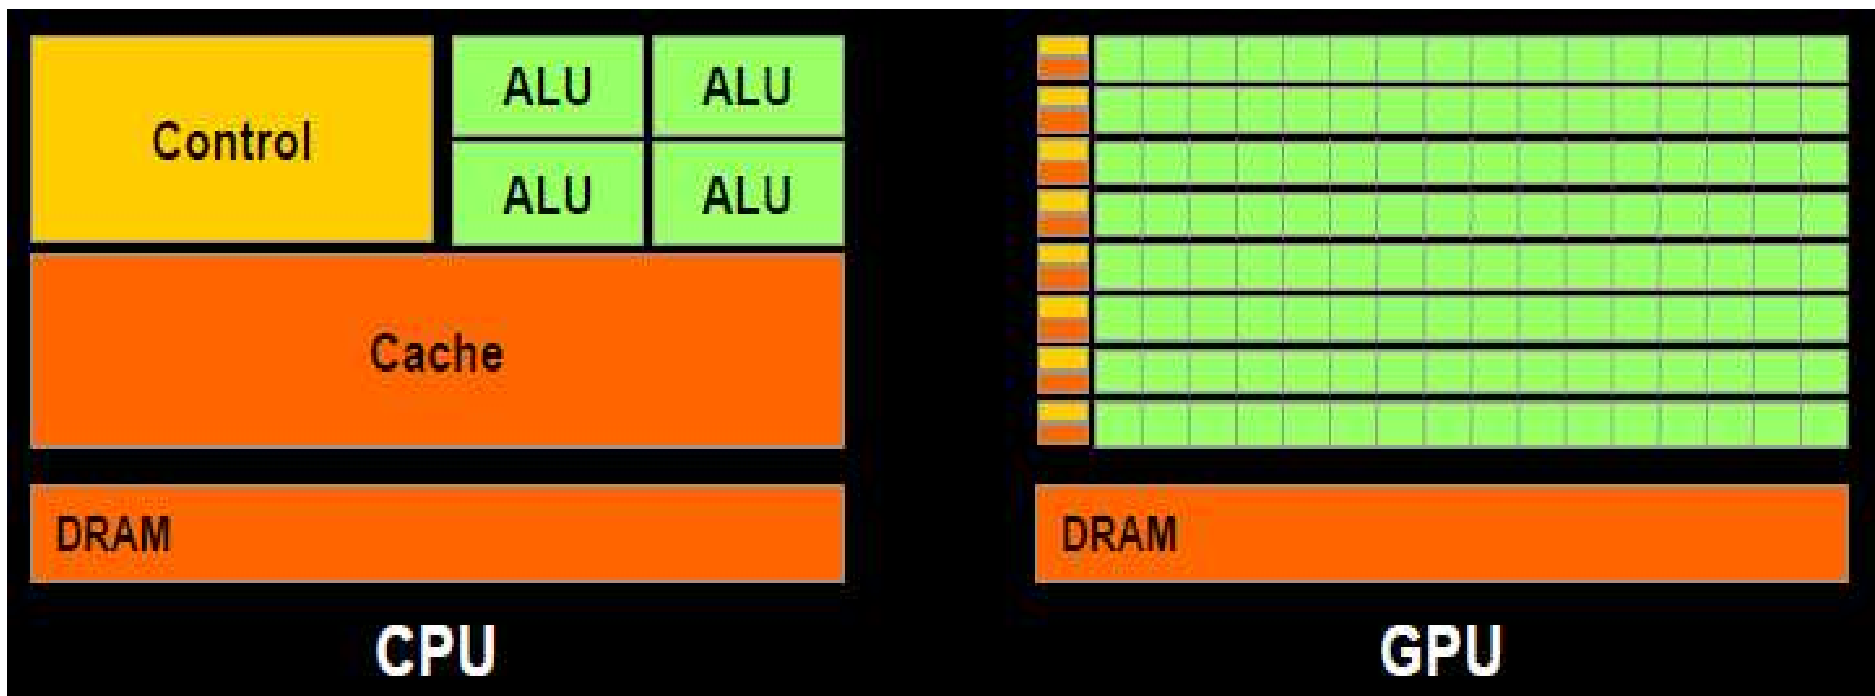 Control
ALU ALU
ALU ALU
Cache
DRAM
CPU
DRAM
GPU